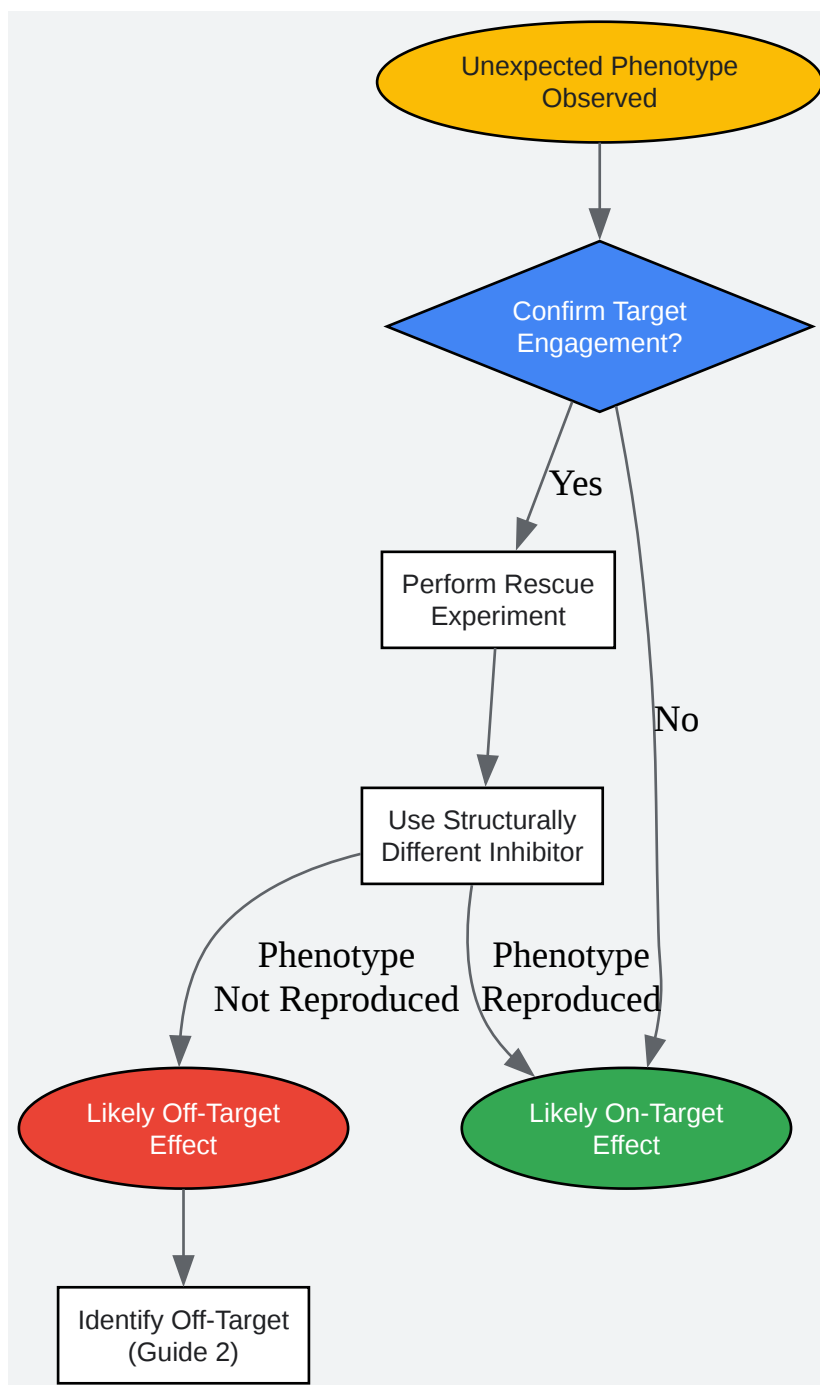 Unexpected Phenotype
Observed
Confirm Target
Engagement?
Yes
Perform Rescue
Experiment
No
Use Structurally
Different Inhibitor
Phenotype
Not Reproduced
Phenotype
Reproduced
Likely Off-Target
Effect
Likely On-Target
Effect
Identify Off-Target
(Guide 2)